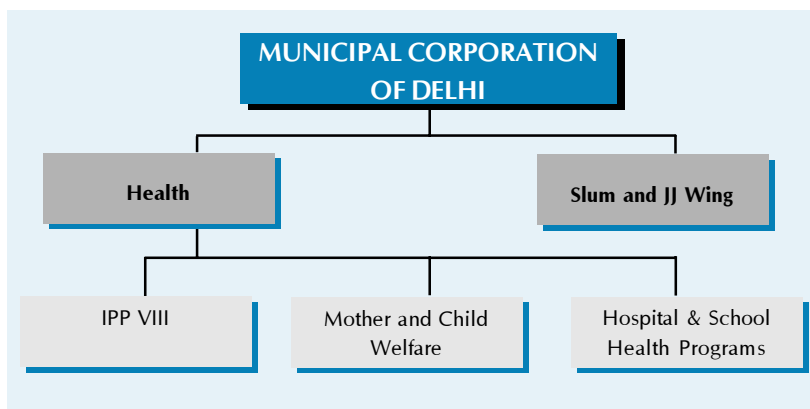 MUNICIPAL CORPORATION
OF DELHI
Health
Slum and JJ Wing
IPP VIII
Mother and Child
Welfare
Hospital & School
Health Programs